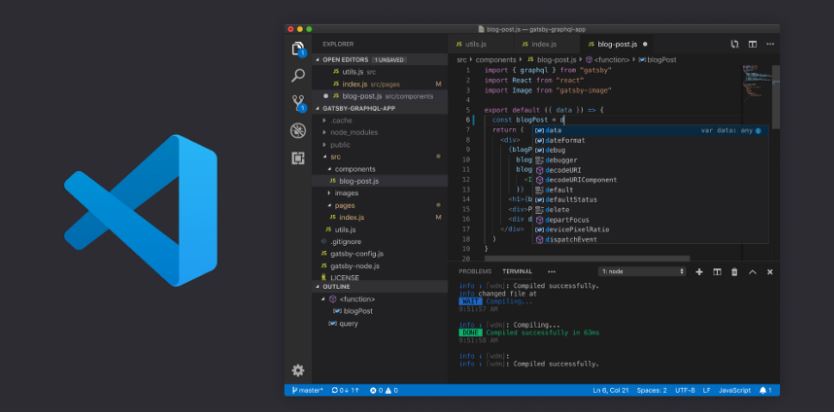 blog-post.js — gatsby-graphql-app
EXPLORER
OPEN EDITORS 1 UNSAVED
JS utils.js src
JS index.js src/pages M
JS blog-post.js src/components
GATSBY-GRAPHQL-APP
.cache
node_modules
public
src
components
JS blog-post.js
images
pages
JS index.js M
JS utils.js
.gitignore
JS gatsby-config.js
JS gatsby-node.js
LICENSE
OUTLINE
<function>
blogPost
query
JS utils.js JS index.js JS blog-post.js
src components JS blog-post.js <function> blogPost
1 import { graphql } from "gatsby"
2 import React from "react"
3 import Image from "gatsby-image"
4
5 export default ({ data }) => {
6 const blogPost = d
7 return ( data var data: any
8 <div> dateFormat
9 debug
10 blog debugger
11 blog decodeURI
12 decodeURIComponent
13 )} default
14 <h1>{b defaultStatus
15 <div>P delete
16 <div d departFocus
17 </div> devicePixelRatio
18 ) dispatchEvent
19 }
20
PROBLEMS TERMINAL ••• 1: node
info : [wdm]: Compiled successfully.
info changed file at
WAIT Compiling...
9:51:57 AM
info : [wdm]: Compiling...
DONE Compiled successfully in 63ms
9:51:58 AM
info : [wdm]:
info : [wdm]: Compiled successfully.
master* 0↓ 1↑ 0 0 Ln 6, Col 21 Spaces: 2 UTF-8 LF JavaScript 1